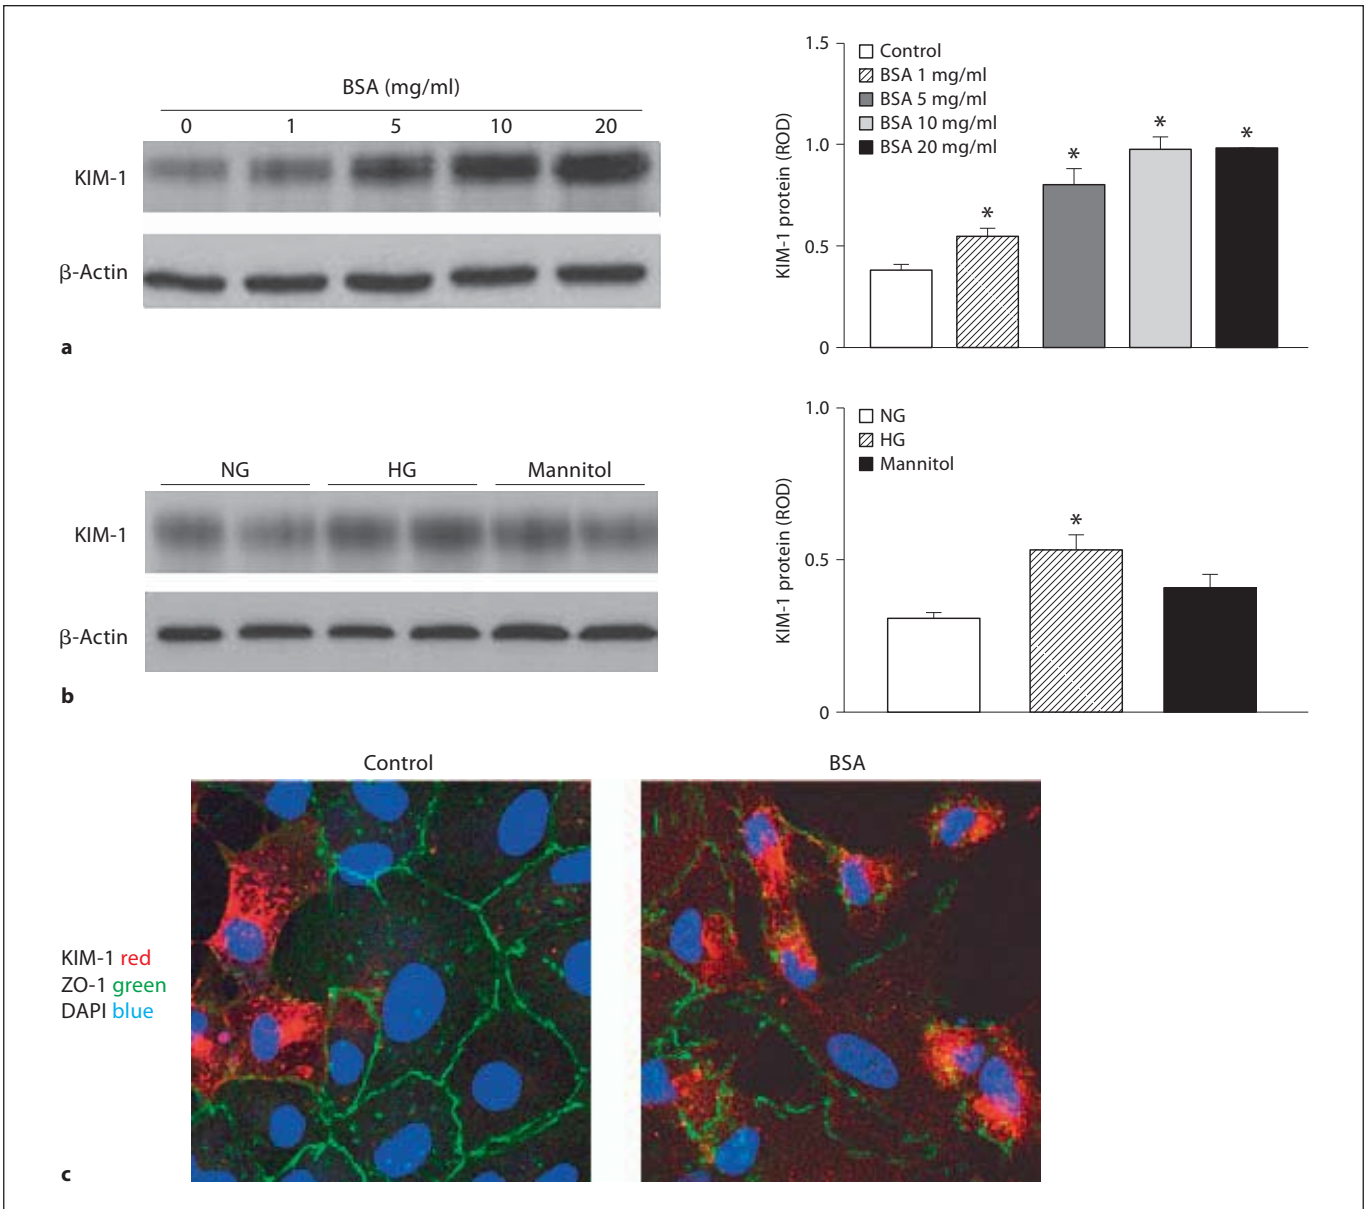 BSA (mg/ml)
0 1 5 10 20
KIM-1
β-Actin
a
1.5
1.0
0.5
0
KIM-1 protein (ROD)
Control
BSA 1 mg/ml
BSA 5 mg/ml
BSA 10 mg/ml
BSA 20 mg/ml
* * * *
NG HG Mannitol
KIM-1
β-Actin
b
1.0
0.5
0
KIM-1 protein (ROD)
NG
HG
Mannitol
*
Control BSA
KIM-1 red
ZO-1 green
DAPI blue
c